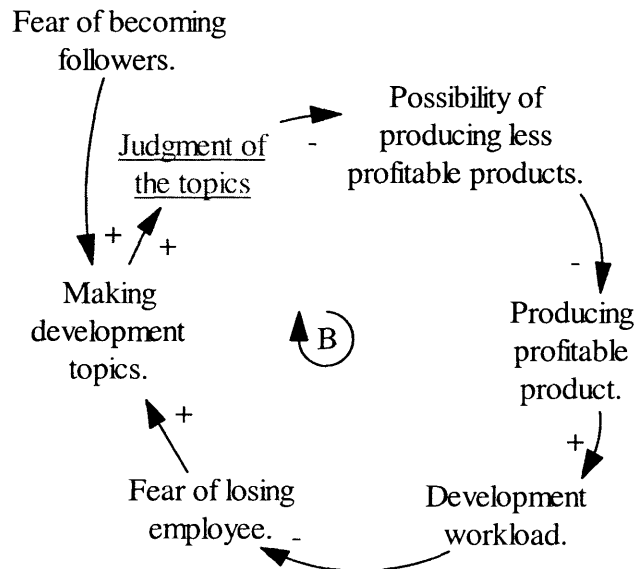 Fear of becoming
followers.
Judgment of
the topics
-
Possibility of
producing less
profitable products.
-
Producing
profitable
product.
+
Development
workload.
-
Fear of losing
employee.
+
Making
development
topics.
+
+
B